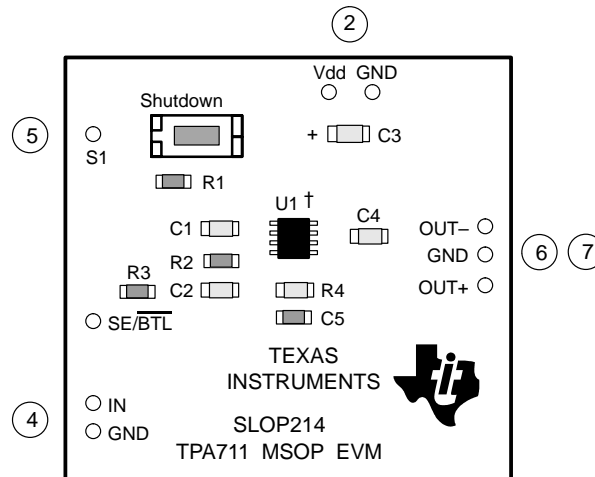 2
Vdd GND
Shutdown
5
S1
+ C3
R1
U1 †
C1
C4
OUT–
R2
GND
6 7
R3
C2
R4
OUT+
SE/BTL
C5
TEXAS
INSTRUMENTS
4
IN
GND
SLOP214
TPA711 MSOP EVM